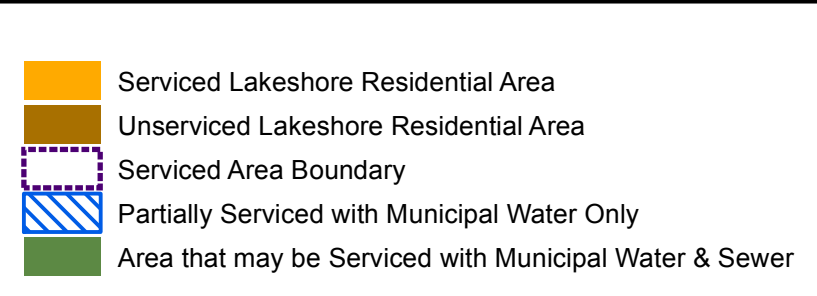 Serviced Lakeshore Residential Area
Unserviced Lakeshore Residential Area
Serviced Area Boundary
Partially Serviced with Municipal Water Only
Area that may be Serviced with Municipal Water & Sewer